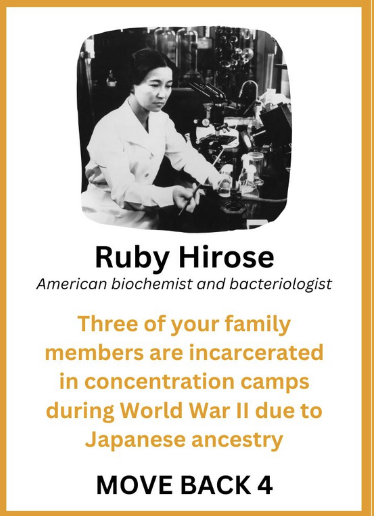 Ruby Hirose
American biochemist and bacteriologist
Three of your family
members are incarcerated
in concentration camps
during World War II due to
Japanese ancestry
MOVE BACK 4